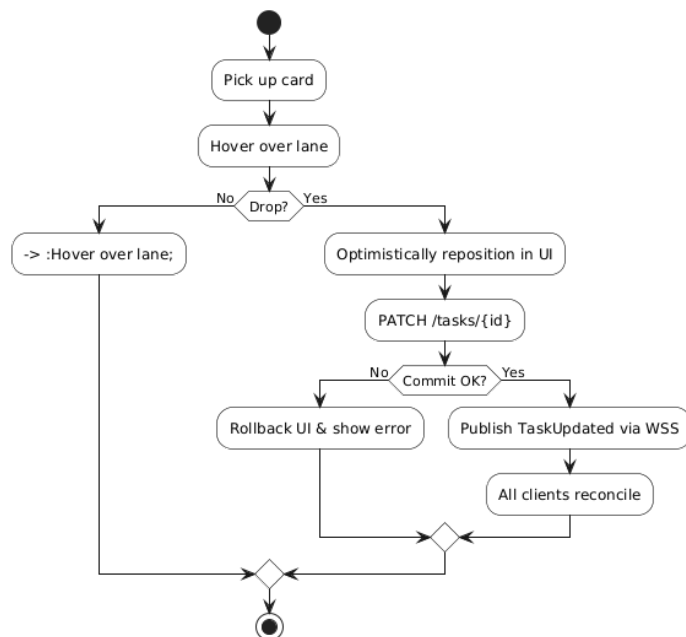 Pick up card
Hover over lane
No
Drop?
Yes
-> :Hover over lane;
Optimistically reposition in UI
PATCH /tasks/{id}
No
Commit OK?
Yes
Rollback UI & show error
Publish TaskUpdated via WSS
All clients reconcile